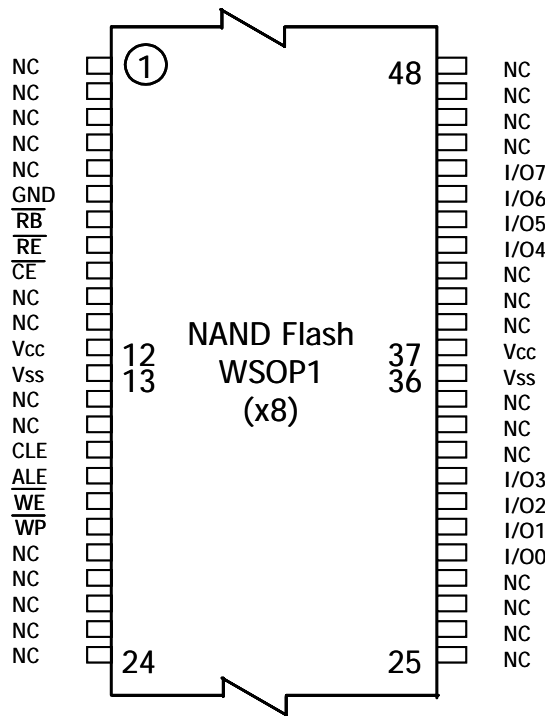 NC ① 48 NC
NC NC
NC NC
NC NC
NC I/O7
GND I/O6
RB I/O5
RE I/O4
CE NC
NC NC
NC NC
Vcc 12 NAND Flash 37 Vcc
Vss 13 WSOP1 36 Vss
NC (x8) NC
NC NC
CLE NC
ALE I/O3
WE I/O2
WP I/O1
NC I/O0
NC NC
NC NC
NC NC
NC 24 25 NC